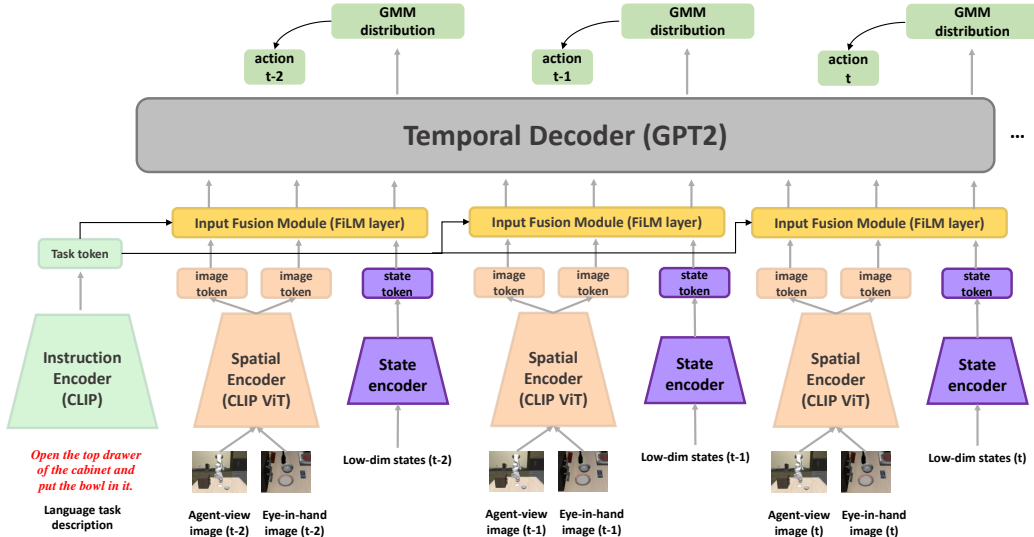 GMM
distribution
GMM
distribution
GMM
distribution
action
t-2
action
t-1
action
t
Temporal Decoder (GPT2)
...
Input Fusion Module (FiLM layer)
Input Fusion Module (FiLM layer)
Input Fusion Module (FiLM layer)
Task token
image
token
image
token
state
token
image
token
image
token
state
token
image
token
image
token
state
token
Instruction
Encoder
(CLIP)
Spatial
Encoder
(CLIP ViT)
State
encoder
Spatial
Encoder
(CLIP ViT)
State
encoder
Spatial
Encoder
(CLIP ViT)
State
encoder
Open the top drawer
of the cabinet and
put the bowl in it.
Language task
description
Low-dim states (t-2)
Low-dim states (t-1)
Low-dim states (t)
Agent-view
image (t-2)
Eye-in-hand
image (t-2)
Agent-view
image (t-1)
Eye-in-hand
image (t-1)
Agent-view
image (t)
Eye-in-hand
image (t)